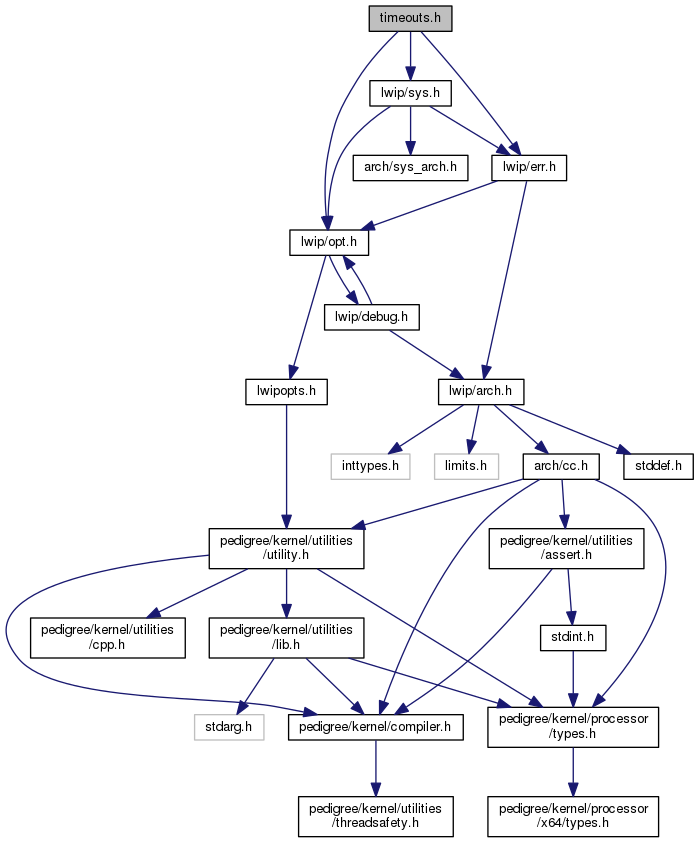 timeouts.h
lwip/sys.h
arch/sys_arch.h
lwip/err.h
lwip/opt.h
lwip/debug.h
lwipopts.h
lwip/arch.h
inttypes.h
limits.h
arch/cc.h
stddef.h
pedigree/kernel/utilities
/utility.h
pedigree/kernel/utilities
/assert.h
pedigree/kernel/utilities
/cpp.h
pedigree/kernel/utilities
/lib.h
stdint.h
stdarg.h
pedigree/kernel/compiler.h
pedigree/kernel/processor
/types.h
pedigree/kernel/utilities
/threadsafety.h
pedigree/kernel/processor
/x64/types.h